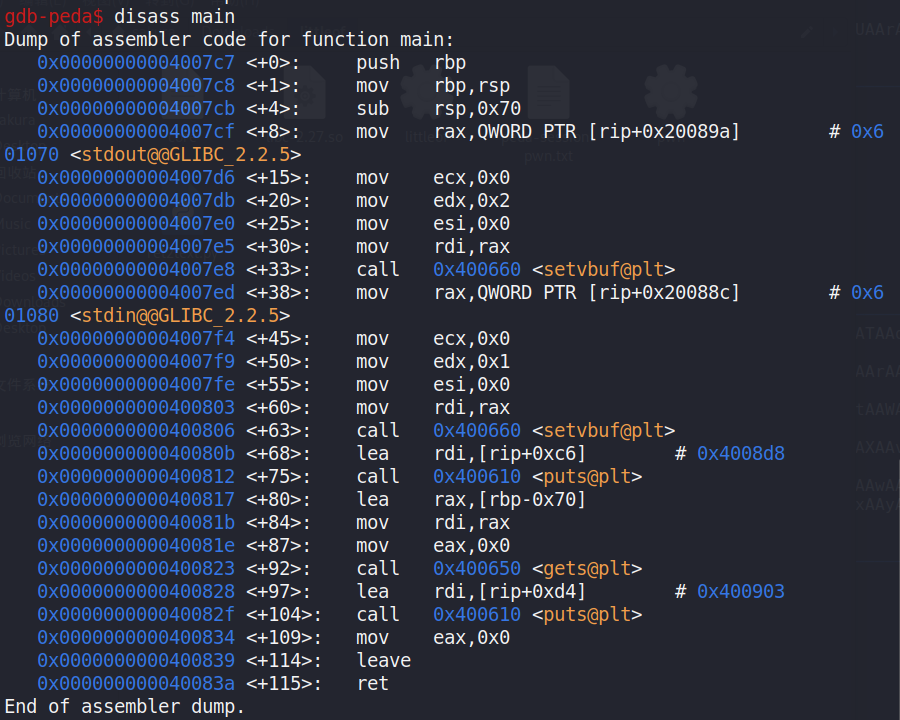 gdb-peda$ disass main
Dump of assembler code for function main:
   0x00000000004007c7 <+0>:     push   rbp
   0x00000000004007c8 <+1>:     mov    rbp,rsp
   0x00000000004007cb <+4>:     sub    rsp,0x70
   0x00000000004007cf <+8>:     mov    rax,QWORD PTR [rip+0x20089a]        # 0x6
01070 <stdout@@GLIBC_2.2.5>
   0x00000000004007d6 <+15>:    mov    ecx,0x0
   0x00000000004007db <+20>:    mov    edx,0x2
   0x00000000004007e0 <+25>:    mov    esi,0x0
   0x00000000004007e5 <+30>:    mov    rdi,rax
   0x00000000004007e8 <+33>:    call   0x400660 <setvbuf@plt>
   0x00000000004007ed <+38>:    mov    rax,QWORD PTR [rip+0x20088c]        # 0x6
01080 <stdin@@GLIBC_2.2.5>
   0x00000000004007f4 <+45>:    mov    ecx,0x0
   0x00000000004007f9 <+50>:    mov    edx,0x1
   0x00000000004007fe <+55>:    mov    esi,0x0
   0x0000000000400803 <+60>:    mov    rdi,rax
   0x0000000000400806 <+63>:    call   0x400660 <setvbuf@plt>
   0x000000000040080b <+68>:    lea    rdi,[rip+0xc6]        # 0x4008d8
   0x0000000000400812 <+75>:    call   0x400610 <puts@plt>
   0x0000000000400817 <+80>:    lea    rax,[rbp-0x70]
   0x000000000040081b <+84>:    mov    rdi,rax
   0x000000000040081e <+87>:    mov    eax,0x0
   0x0000000000400823 <+92>:    call   0x400650 <gets@plt>
   0x0000000000400828 <+97>:    lea    rdi,[rip+0xd4]        # 0x400903
   0x000000000040082f <+104>:   call   0x400610 <puts@plt>
   0x0000000000400834 <+109>:   mov    eax,0x0
   0x0000000000400839 <+114>:   leave
   0x000000000040083a <+115>:   ret
End of assembler dump.